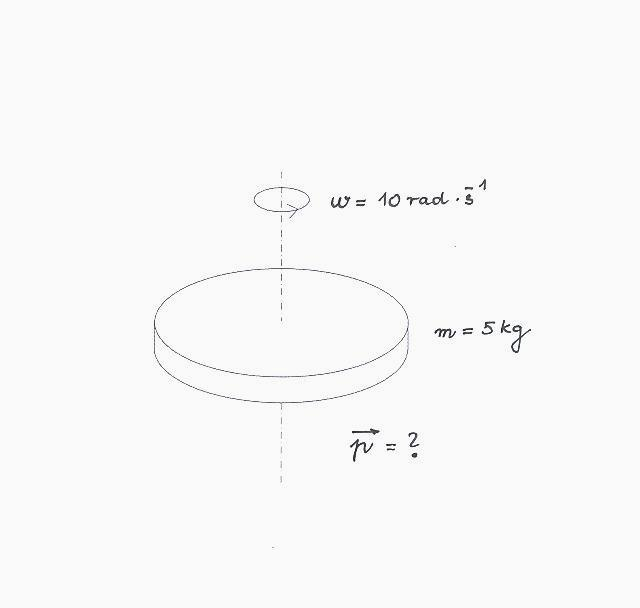 w = 10 rad · s̄¹
m = 5 kg
p⃗ = ?